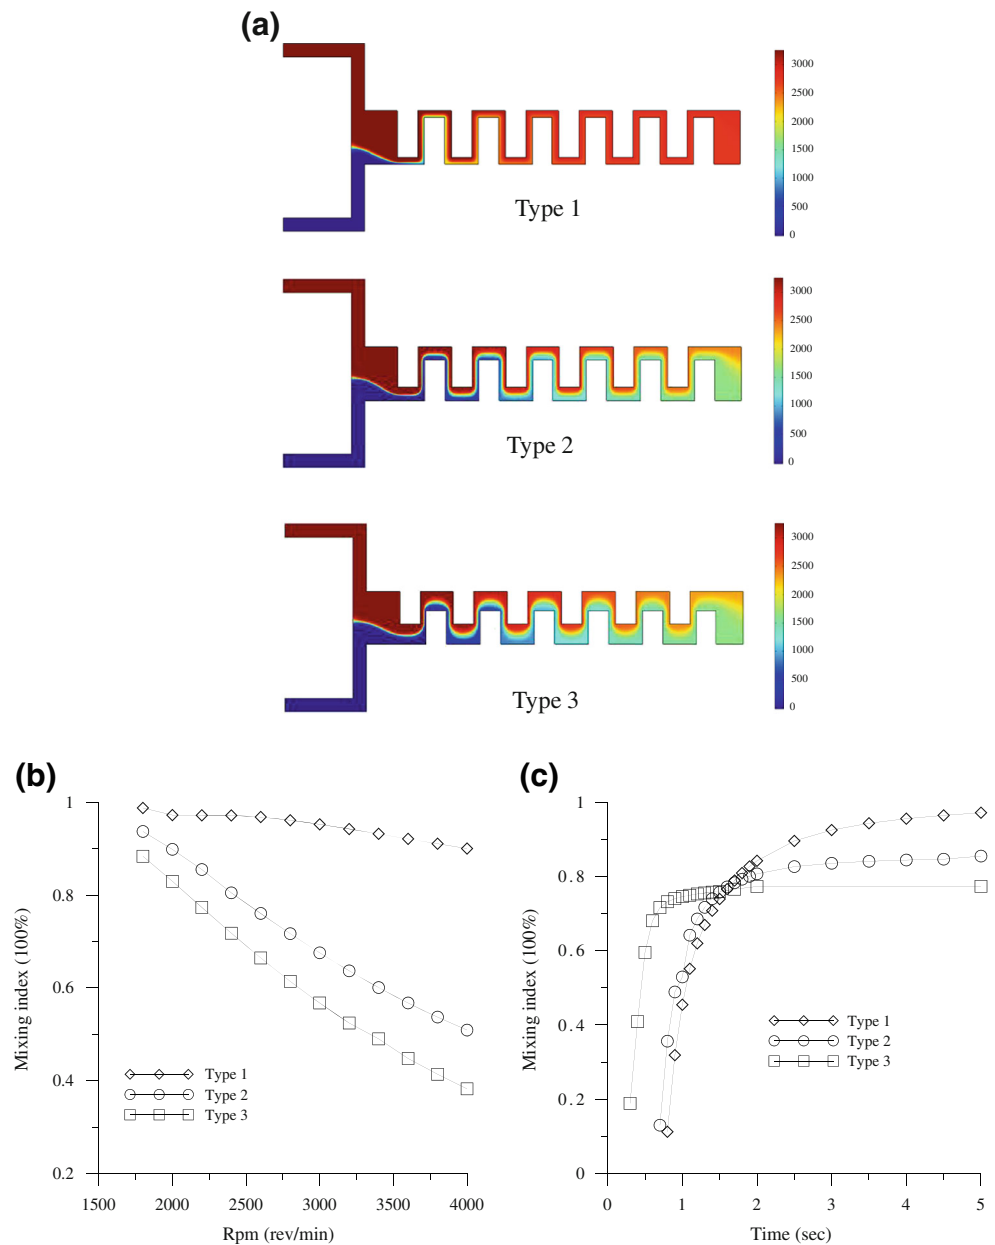 (a)
3000
2500
2000
1500
1000
500
0
Type 1
3000
2500
2000
1500
1000
500
0
Type 2
3000
2500
2000
1500
1000
500
0
Type 3
(b)
1
0.8
0.6
0.4
0.2
Mixing index (100%)
Type 1
Type 2
Type 3
1500 2000 2500 3000 3500 4000
Rpm (rev/min)
(c)
1
0.8
0.6
0.4
0.2
0
Mixing index (100%)
Type 1
Type 2
Type 3
0 1 2 3 4 5
Time (sec)